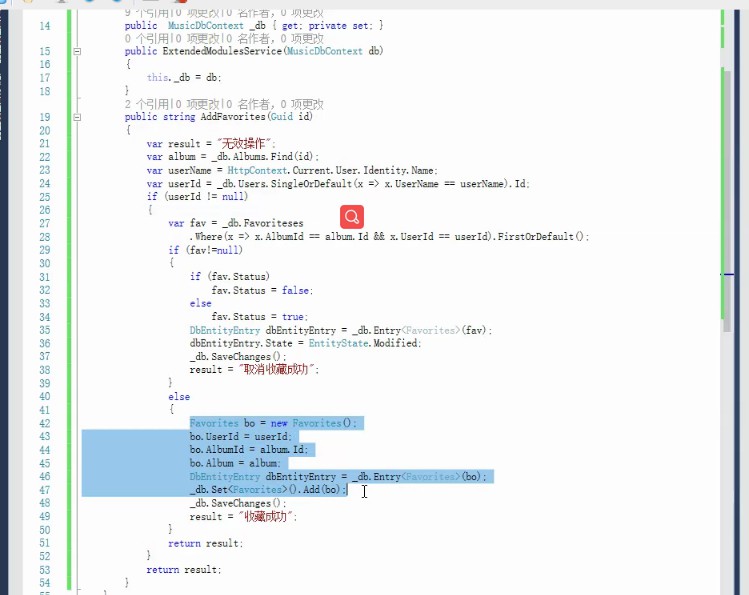 9 个引用|0 项更改|0 名作者, 0 项更改
14 public MusicDbContext _db { get; private set; }
0 个引用|0 项更改|0 名作者, 0 项更改
15 public ExtendedModulesService(MusicDbContext db)
16 {
17 this._db = db;
18 }
2 个引用|0 项更改|0 名作者, 0 项更改
19 public string AddFavorites(Guid id)
20 {
21 var result = "无效操作";
22 var album = _db.Albums.Find(id);
23 var userName = HttpContext.Current.User.Identity.Name;
24 var userId = _db.Users.SingleOrDefault(x => x.UserName == userName).Id;
25 if (userId != null)
26 {
27 var fav = _db.Favoriteses
28 .Where(x => x.AlbumId == album.Id && x.UserId == userId).FirstOrDefault();
29 if (fav!=null)
30 {
31 if (fav.Status)
32 fav.Status = false;
33 else
34 fav.Status = true;
35 DbEntityEntry dbEntityEntry = _db.Entry<Favorites>(fav);
36 dbEntityEntry.State = EntityState.Modified;
37 _db.SaveChanges();
38 result = "取消收藏成功";
39 }
40 else
41 {
42 Favorites bo = new Favorites();
43 bo.UserId = userId;
44 bo.AlbumId = album.Id;
45 bo.Album = album;
46 DbEntityEntry dbEntityEntry = _db.Entry<Favorites>(bo);
47 _db.Set<Favorites>().Add(bo);
48 _db.SaveChanges();
49 result = "收藏成功";
50 }
51 return result;
52 }
53 return result;
54 }